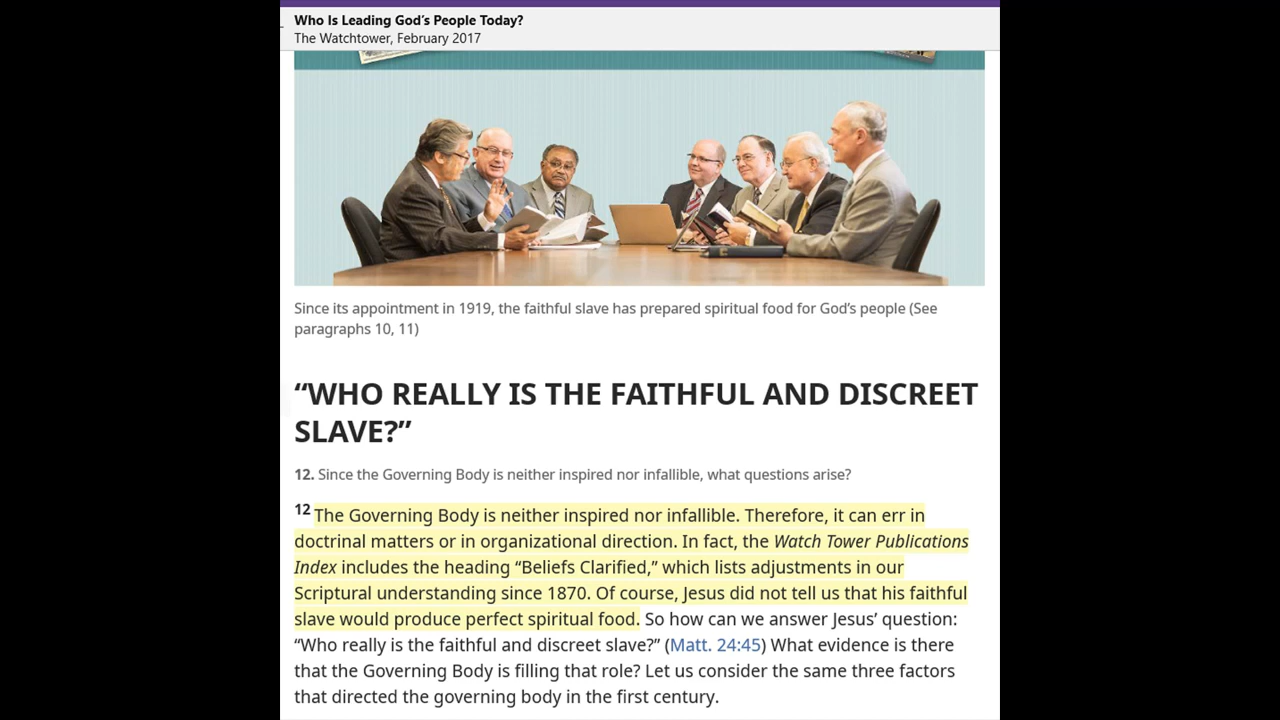 Who Is Leading God’s People Today?
The Watchtower, February 2017
Since its appointment in 1919, the faithful slave has prepared spiritual food for God’s people (See
paragraphs 10, 11)
“WHO REALLY IS THE FAITHFUL AND DISCREET
SLAVE?”
12. Since the Governing Body is neither inspired nor infallible, what questions arise?
12 The Governing Body is neither inspired nor infallible. Therefore, it can err in
doctrinal matters or in organizational direction. In fact, the Watch Tower Publications
Index includes the heading “Beliefs Clarified,” which lists adjustments in our
Scriptural understanding since 1870. Of course, Jesus did not tell us that his faithful
slave would produce perfect spiritual food. So how can we answer Jesus’ question:
“Who really is the faithful and discreet slave?” (Matt. 24:45) What evidence is there
that the Governing Body is filling that role? Let us consider the same three factors
that directed the governing body in the first century.